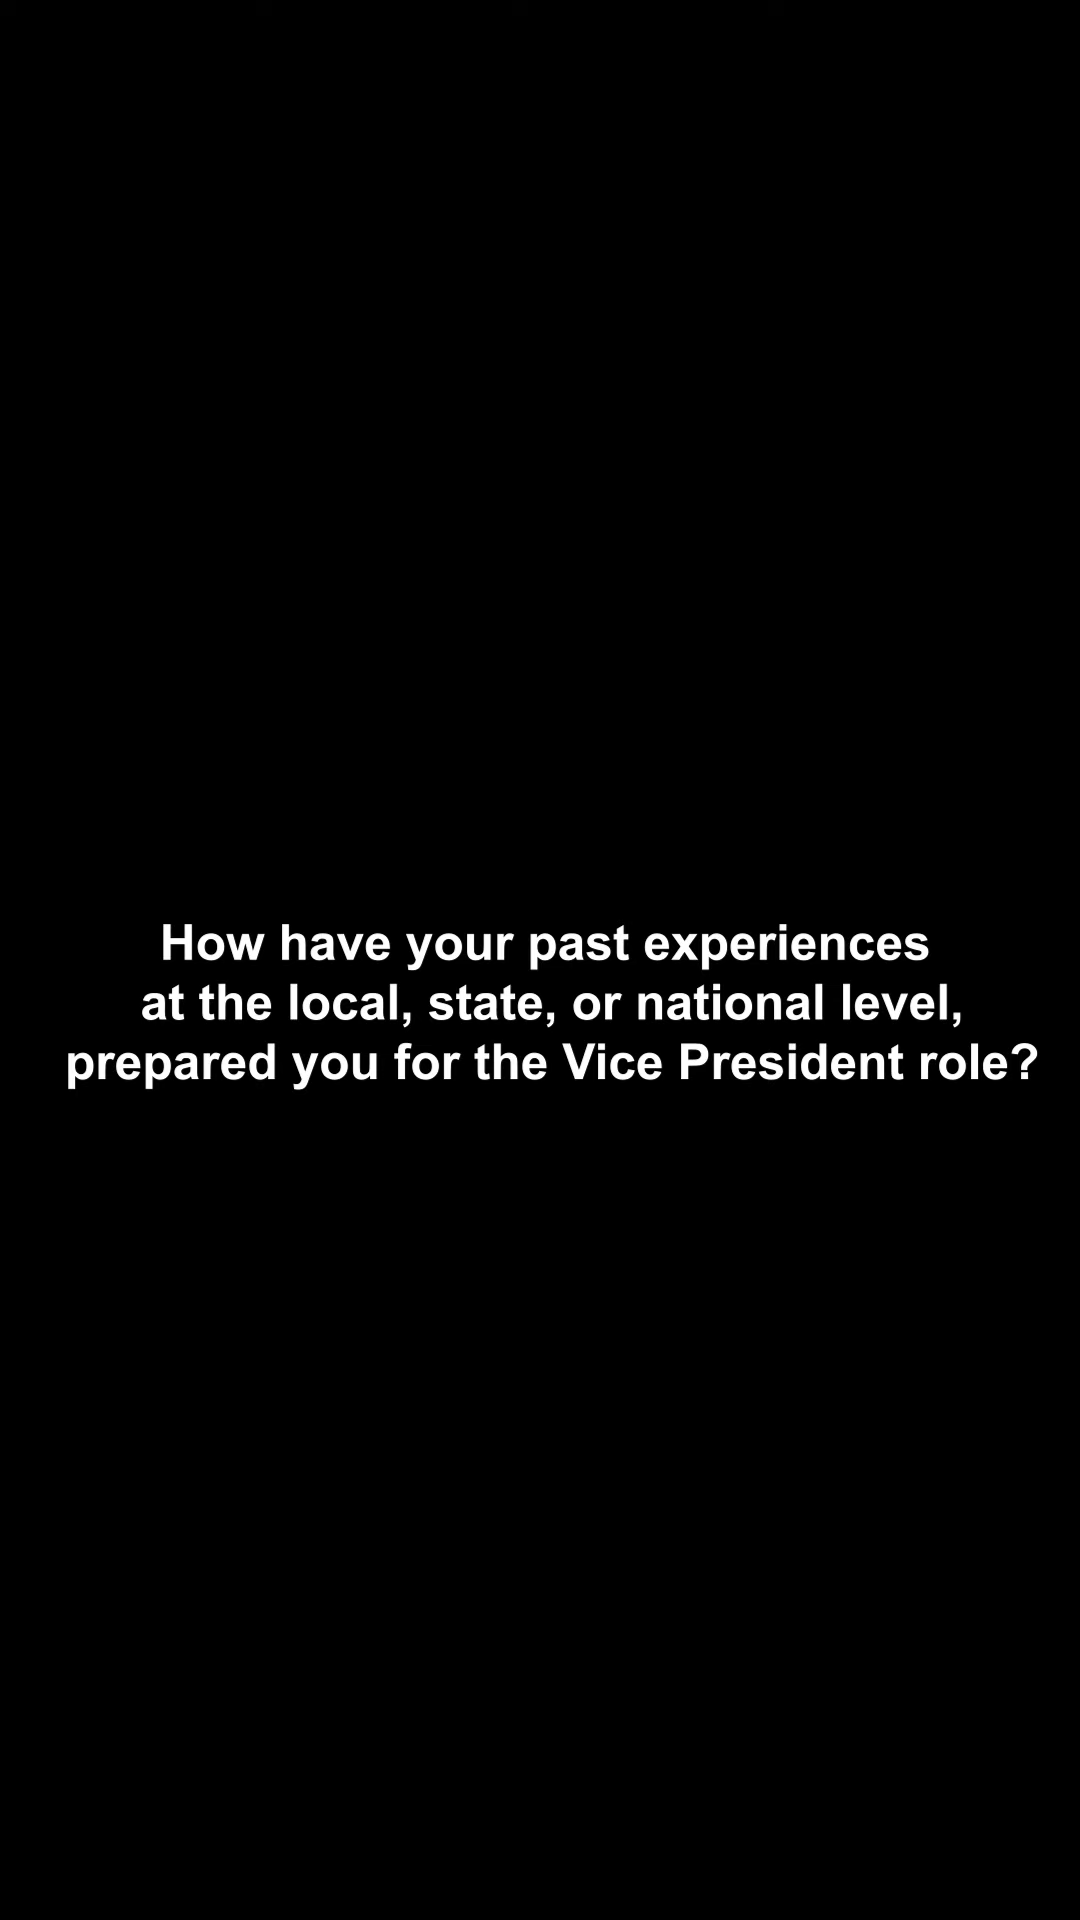 How have your past experiences
at the local, state, or national level,
prepared you for the Vice President role?